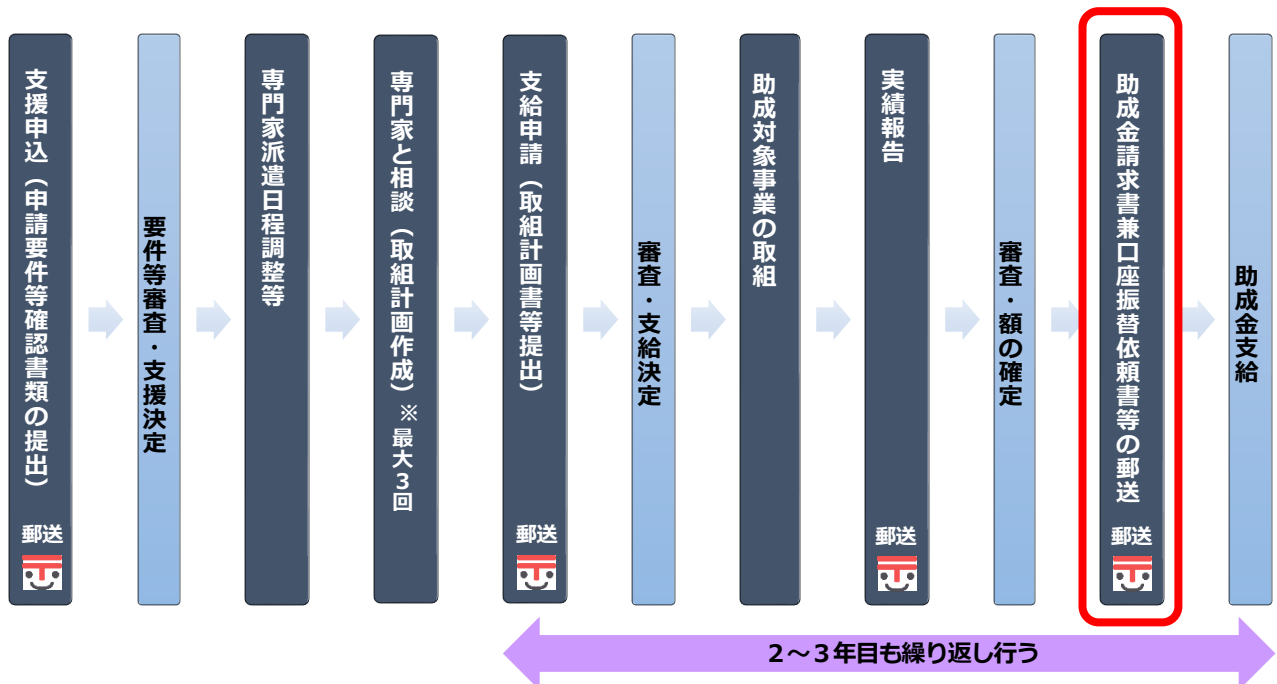 支援申込（申請要件等確認書類の提出）
郵送
要件等審査・支援決定
専門家派遣日程調整等
専門家と相談（取組計画作成）※最大3回
支給申請（取組計画書等提出）
郵送
審査・支給決定
助成対象事業の取組
実績報告
郵送
審査・額の確定
助成金請求書兼口座振替依頼書等の郵送
郵送
助成金支給
2～3年目も繰り返し行う